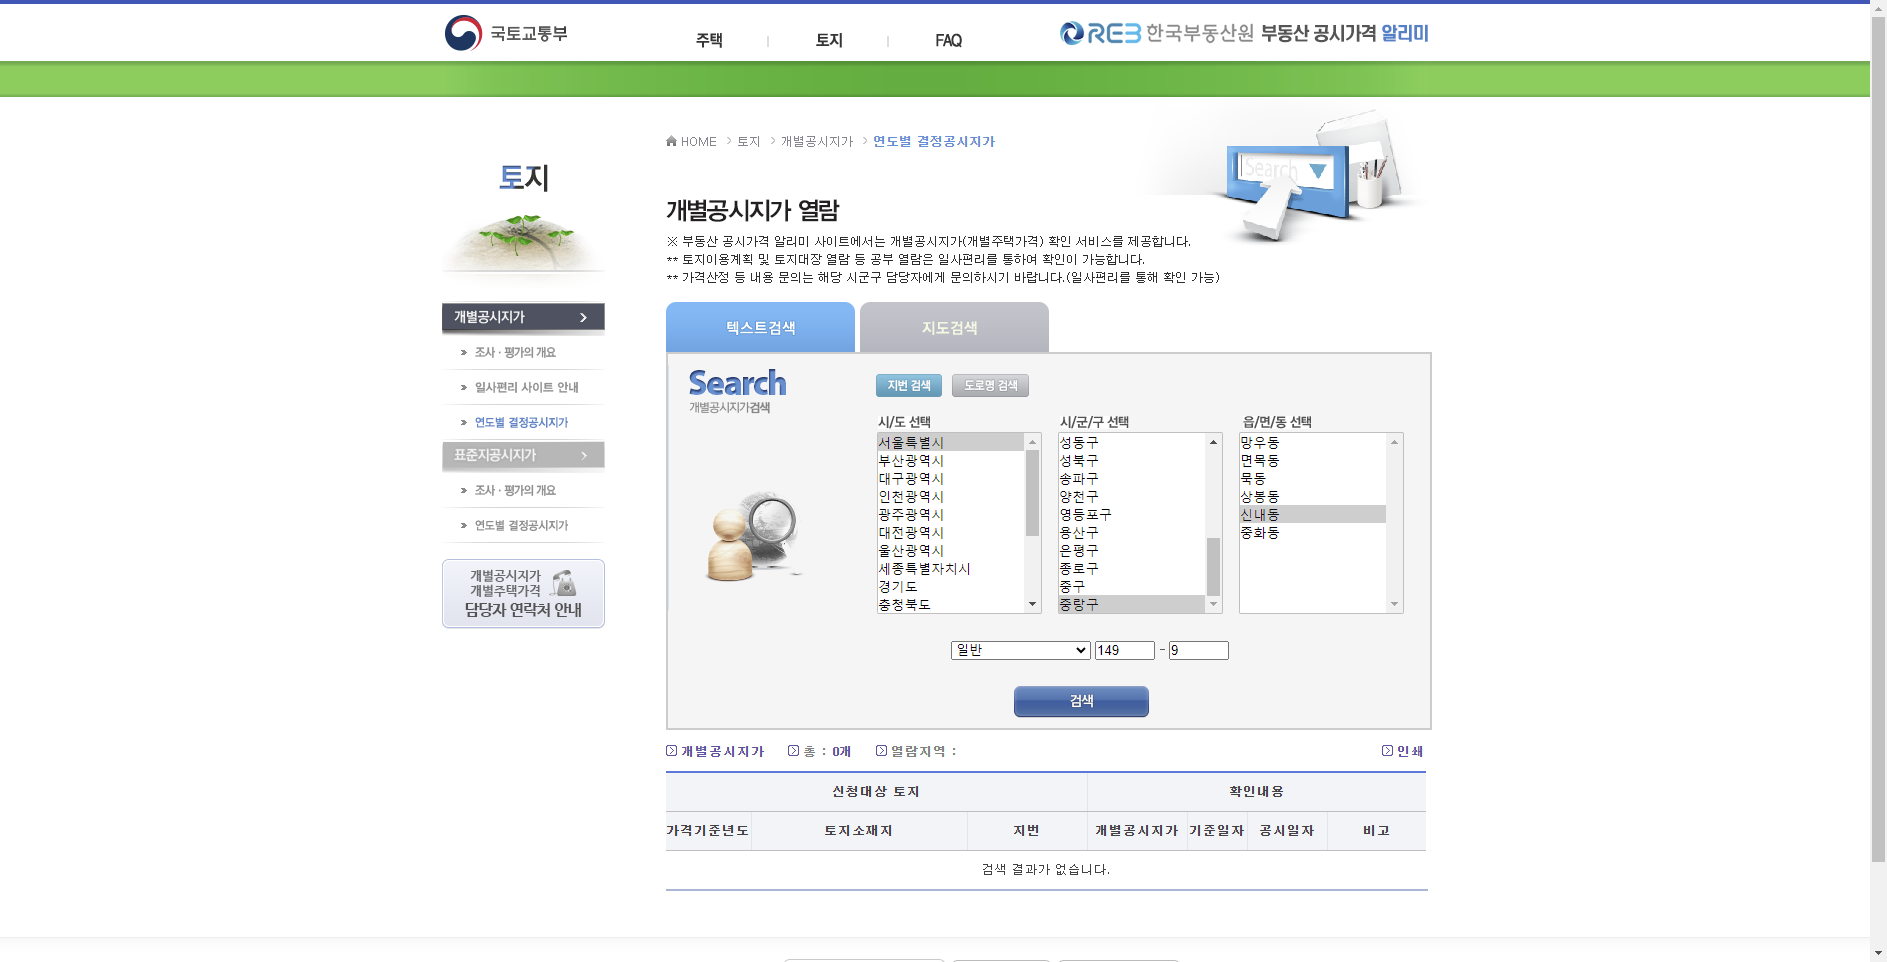 국토교통부
주택
토지
FAQ
REB 한국부동산원 부동산 공시가격 알리미
HOME > 토지 > 개별공시지가 > 연도별 결정공시지가
Search
토지
개별공시지가 열람
※ 부동산 공시가격 알리미 사이트에서는 개별공시지가(개별주택가격) 확인 서비스를 제공합니다.
** 토지이용계획 및 토지대장 열람 등 공부 열람은 일사편리를 통하여 확인이 가능합니다.
** 가격산정 등 내용 문의는 해당 시군구 담당자에게 문의하시기 바랍니다.(일사편리를 통해 확인 가능)
개별공시지가
조사·평가의 개요
일사편리 사이트 안내
연도별 결정공시지가
표준지공시지가
조사·평가의 개요
연도별 결정공시지가
개별공시지가
개별주택가격
담당자 연락처 안내
텍스트검색
지도검색
Search
개별공시지가검색
지번 검색
도로명 검색
시/도 선택
서울특별시
부산광역시
대구광역시
인천광역시
광주광역시
대전광역시
울산광역시
세종특별자치시
경기도
충청북도
시/군/구 선택
성동구
성북구
송파구
양천구
영등포구
용산구
은평구
종로구
중구
중랑구
읍/면/동 선택
망우동
면목동
묵동
상봉동
신내동
중화동
일반 149 - 9
검색
개별공시지가 총 : 0개 열람지역 : 인쇄
신청대상 토지 확인내용
가격기준년도 토지소재지 지번 개별공시지가 기준일자 공시일자 비고
검색 결과가 없습니다.